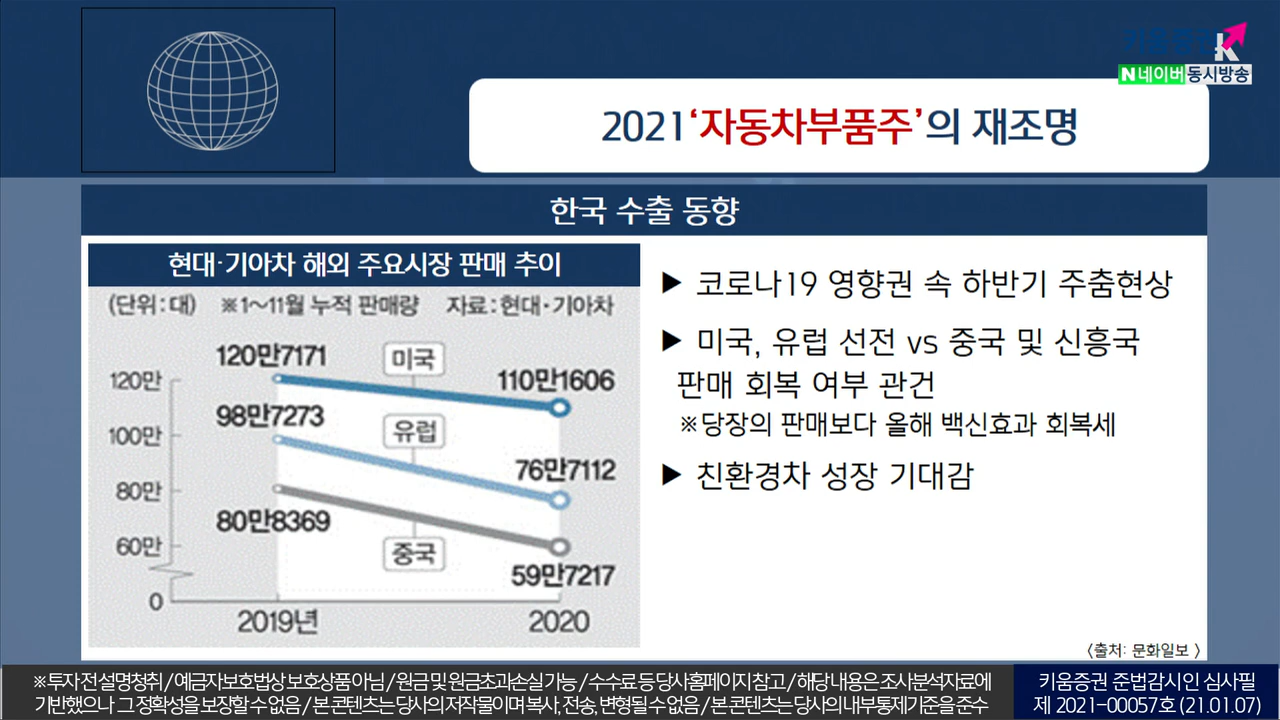 키움증권
N 네이버 동시방송
2021 '자동차부품주'의 재조명
한국 수출 동향
현대·기아차 해외 주요시장 판매 추이
(단위:대) ※1~11월 누적 판매량 자료:현대·기아차
120만7171
미국
110만1606
120만
98만7273
유럽
100만
76만7112
80만
80만8369
중국
60만
59만7217
0
2019년 2020
▶ 코로나19 영향권 속 하반기 주춤현상
▶ 미국, 유럽 선전 vs 중국 및 신흥국
판매 회복 여부 관건
※당장의 판매보다 올해 백신효과 회복세
▶ 친환경차 성장 기대감
〈출처: 문화일보 〉
※ 투자 전 설명청취 / 예금자보호법상 보호상품 아님 / 원금 및 원금초과손실 가능 / 수수료 등 당사홈페이지 참고 / 해당 내용은 조사분석자료에
기반했으나 그 정확성을 보장할 수 없음 / 본 콘텐츠는 당사의 저작물이며 복사, 전송, 변형될 수 없음 / 본 콘텐츠는 당사의 내부통제기준을 준수
키움증권 준법감시인 심사필
제 2021-00057호 (21.01.07)